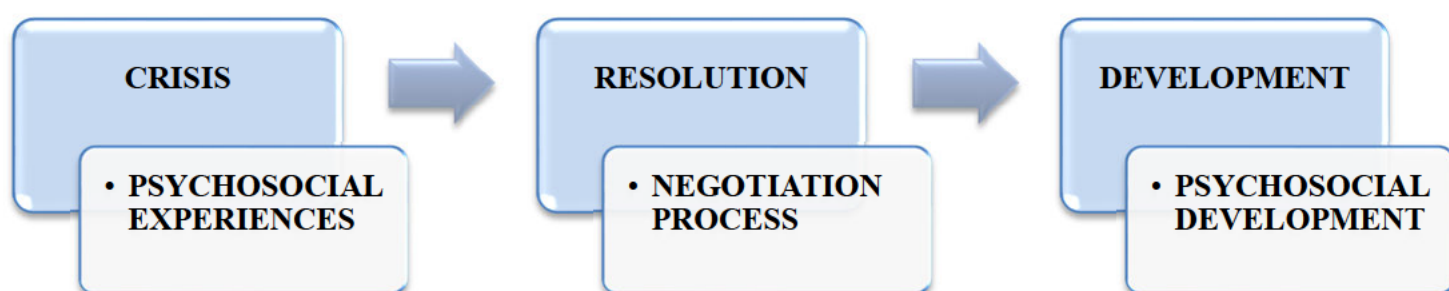 CRISIS
• PSYCHOSOCIAL
EXPERIENCES
RESOLUTION
• NEGOTIATION
PROCESS
DEVELOPMENT
• PSYCHOSOCIAL
DEVELOPMENT